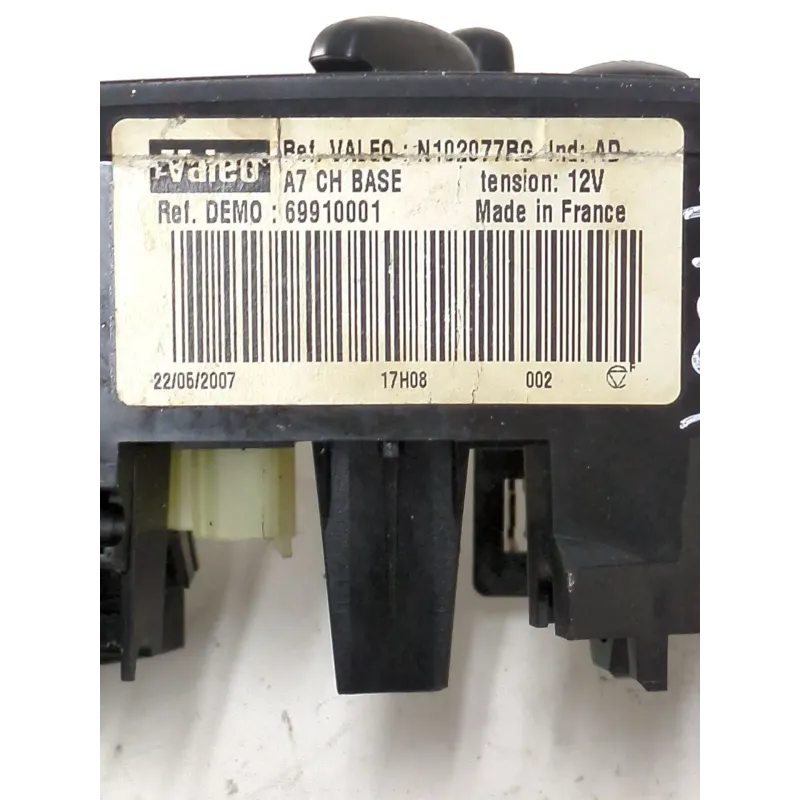 Valeo Ref. VALEO : N102077RG Ind: AD
A7 CH BASE tension: 12V
Ref. DEMO : 69910001 Made in France
A
22/06/2007 17H08 002 F